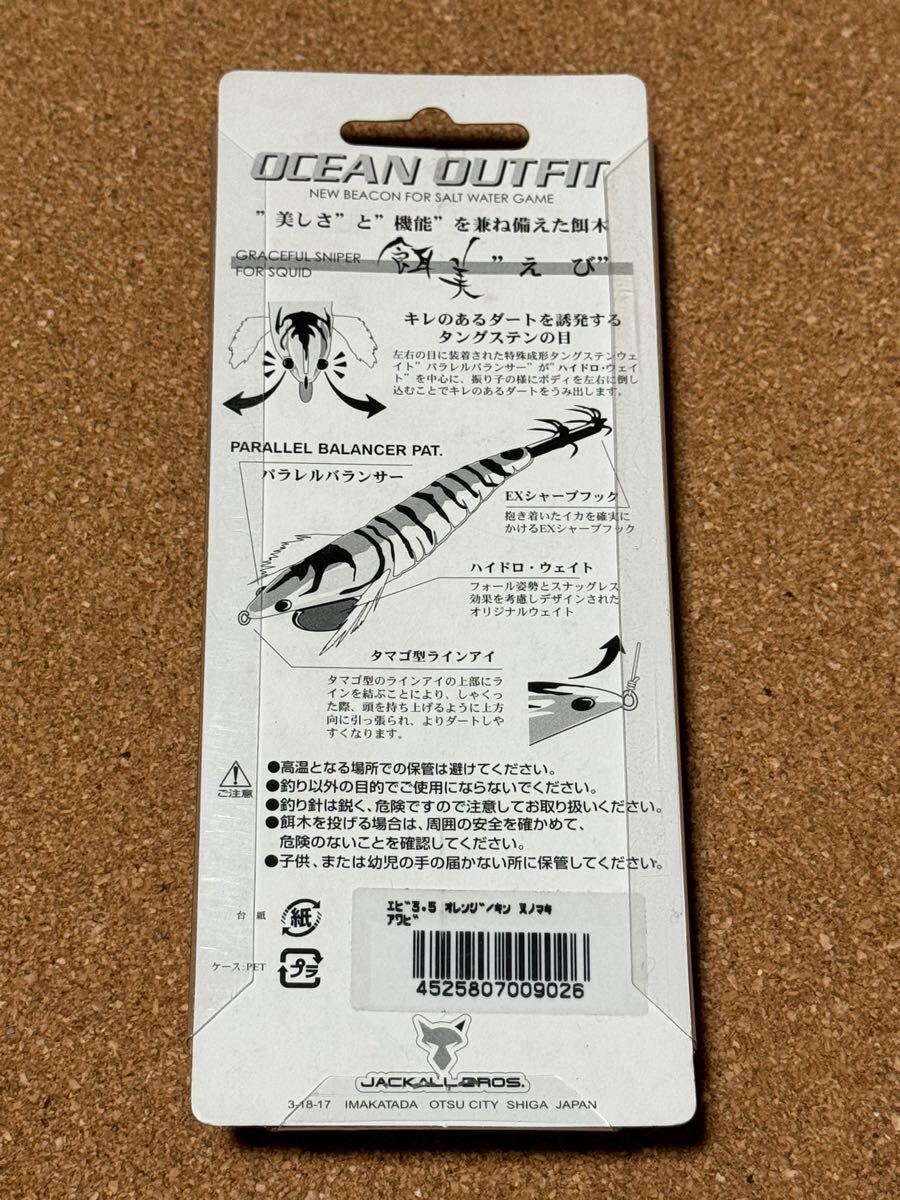 OCEAN OUTFIT
NEW BEACON FOR SALT WATER GAME
"美しさ"と"機能"を兼ね備えた餌木
GRACEFUL SNIPER
FOR SQUID
餌美 "えび"
キレのあるダートを誘発する
タングステンの目
左右の目に装着された特殊成形タングステンウェイ
ト"パラレルバランサー"が"ハイドロ・ウェイ
ト"を中心に、振り子の様にボディを左右に倒し
込むことでキレのあるダートをうみ出します。
PARALLEL BALANCER PAT.
パラレルバランサー
EXシャープフック
抱き着いたイカを確実に
かけるEXシャープフック
ハイドロ・ウェイト
フォール姿勢とスナッグレス
効果を考慮しデザインされた
オリジナルウェイト
タマゴ型ラインアイ
タマゴ型のラインアイの上部にラ
インを結ぶことにより、しゃくっ
た際、頭を持ち上げるように上方
向に引っ張られ、よりダートしや
すくなります。
ご注意
●高温となる場所での保管は避けてください。
●釣り以外の目的でご使用にならないでください。
●釣り針は鋭く、危険ですので注意してお取り扱いください。
●餌木を投げる場合は、周囲の安全を確かめて、
危険のないことを確認してください。
●子供、または幼児の手の届かない所に保管してください。
台紙
紙
ケース:PET
プラ
エビ3.5 オレンジ/キン ヌノマキ
アワビ
4525807009026
JACKALL BROS.
3-18-17 IMAKATADA OTSU CITY SHIGA JAPAN